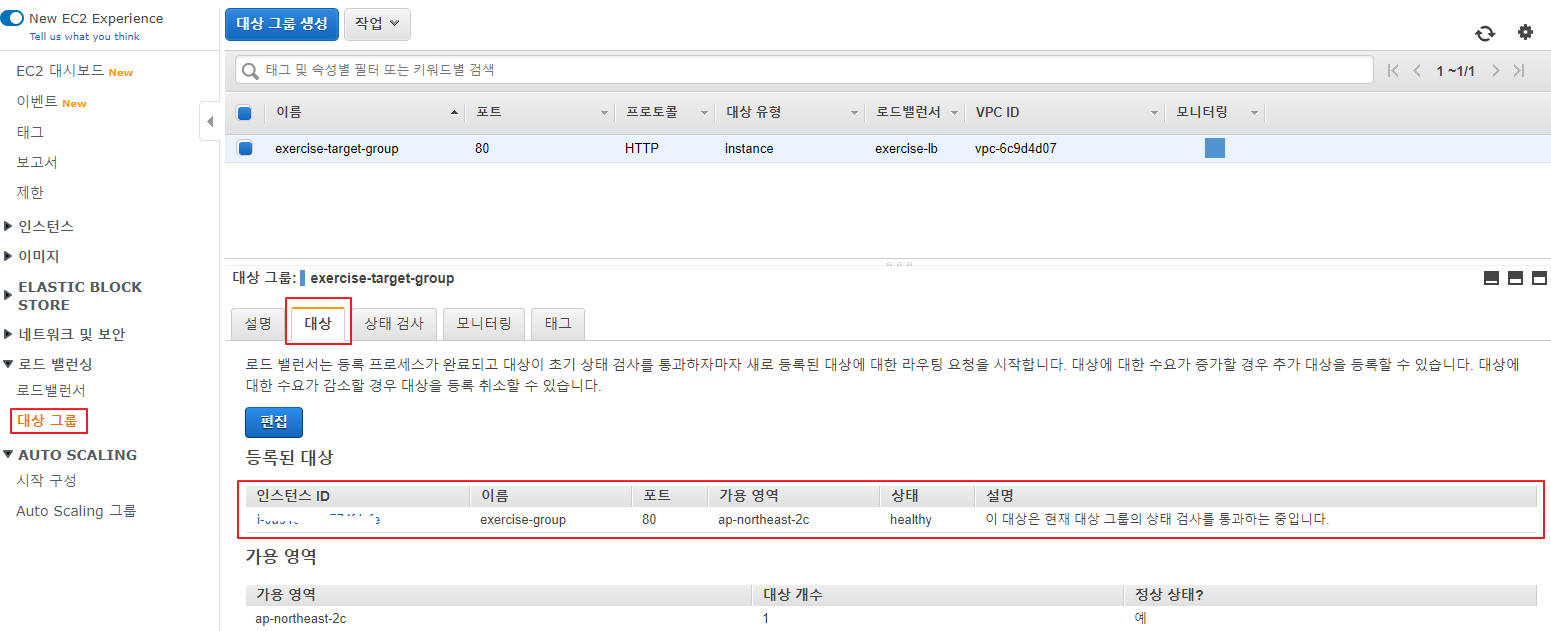 New EC2 Experience
Tell us what you think
EC2 대시보드 New
이벤트 New
태그
보고서
제한
인스턴스
이미지
ELASTIC BLOCK
STORE
네트워크 및 보안
로드 밸런싱
로드밸런서
대상 그룹
AUTO SCALING
시작 구성
Auto Scaling 그룹
대상 그룹 생성 작업
태그 및 속성별 필터 또는 키워드별 검색 1 ~1/1
이름 포트 프로토콜 대상 유형 로드밸런서 VPC ID 모니터링
exercise-target-group 80 HTTP instance exercise-lb vpc-6c9d4d07
대상 그룹: exercise-target-group
설명 대상 상태 검사 모니터링 태그
로드 밸런서는 등록 프로세스가 완료되고 대상이 초기 상태 검사를 통과하자마자 새로 등록된 대상에 대한 라우팅 요청을 시작합니다. 대상에 대한 수요가 증가할 경우 추가 대상을 등록할 수 있습니다. 대상에
대한 수요가 감소할 경우 대상을 등록 취소할 수 있습니다.
편집
등록된 대상
인스턴스 ID 이름 포트 가용 영역 상태 설명
exercise-group 80 ap-northeast-2c healthy 이 대상은 현재 대상 그룹의 상태 검사를 통과하는 중입니다.
가용 영역
가용 영역 대상 개수 정상 상태?
ap-northeast-2c 1 예